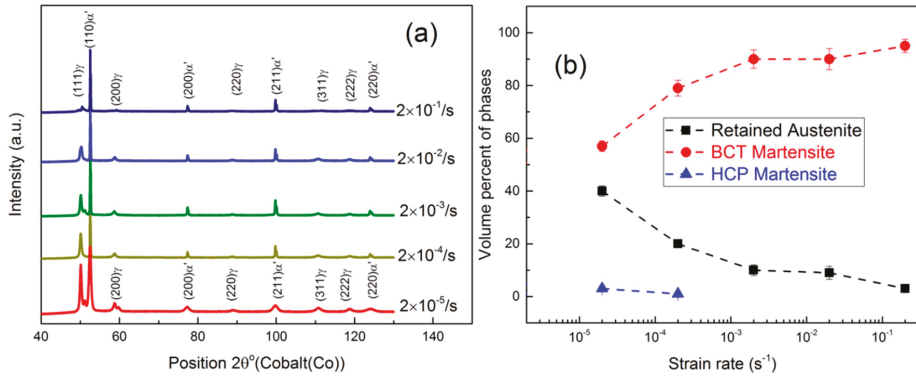 (a)
(111)γ
(110)α'
(200)γ
(200)α'
(220)γ
(211)α'
(311)γ
(222)γ
(220)α'
2×10⁻¹/s
2×10⁻²/s
2×10⁻³/s
2×10⁻⁴/s
2×10⁻⁵/s
(200)γ
(200)α'
(220)γ
(211)α'
(311)γ
(222)γ
(220)α'
Intensity (a.u.)
40 60 80 100 120 140
Position 2θ°(Cobalt(Co))
(b)
Volume percent of phases
100
80
60
40
20
0
Retained Austenite
BCT Martensite
HCP Martensite
10⁻⁵ 10⁻⁴ 10⁻³ 10⁻² 10⁻¹
Strain rate (s⁻¹)